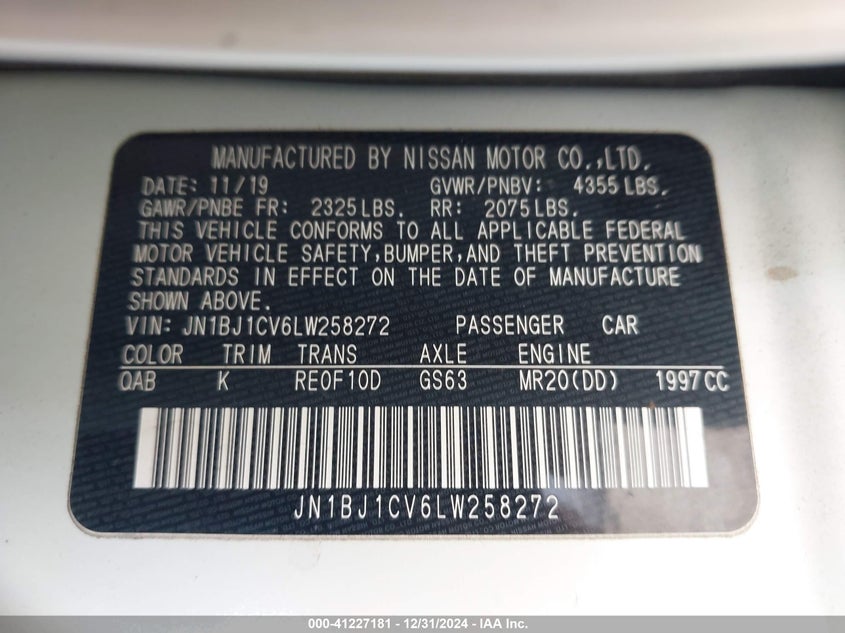 MANUFACTURED BY NISSAN MOTOR CO.,LTD.
DATE: 11/19 GVWR/PNBV: 4355 LBS.
GAWR/PNBE FR: 2325 LBS. RR: 2075 LBS.
THIS VEHICLE CONFORMS TO ALL APPLICABLE FEDERAL
MOTOR VEHICLE SAFETY, BUMPER, AND THEFT PREVENTION
STANDARDS IN EFFECT ON THE DATE OF MANUFACTURE
SHOWN ABOVE.
VIN: JN1BJ1CV6LW258272 PASSENGER CAR
COLOR TRIM TRANS AXLE ENGINE
QAB K RE0F10D GS63 MR20(DD) 1997CC
JN1BJ1CV6LW258272
000-41227181 - 12/31/2024 - IAA Inc.